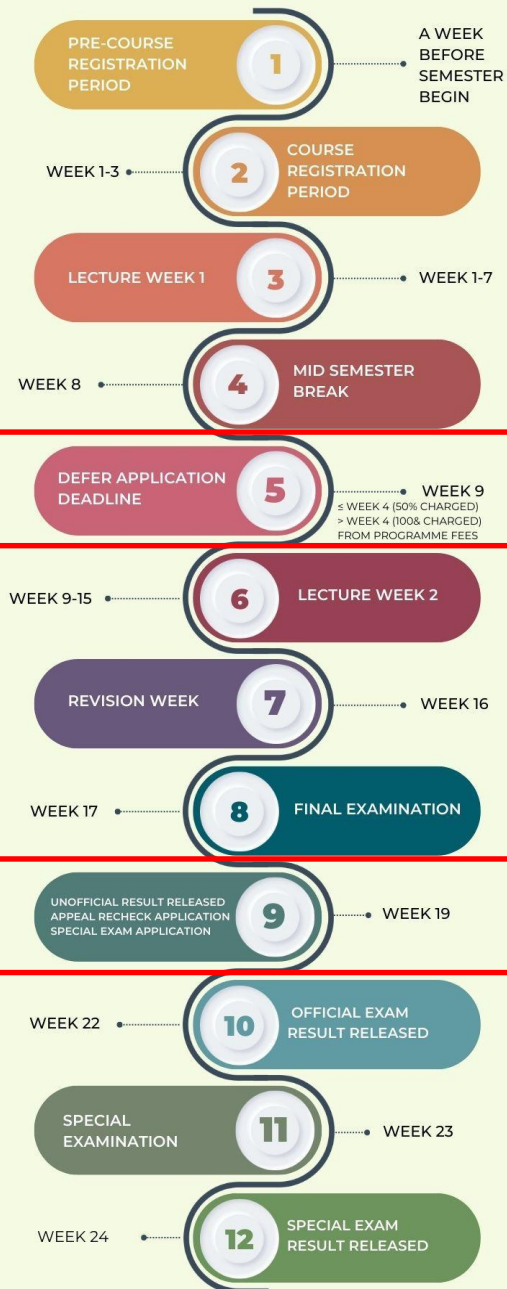 PRE-COURSE
REGISTRATION
PERIOD
1
A WEEK
BEFORE
SEMESTER
BEGIN
WEEK 1-3
2
COURSE
REGISTRATION
PERIOD
LECTURE WEEK 1
3
WEEK 1-7
WEEK 8
4
MID SEMESTER
BREAK
DEFER APPLICATION
DEADLINE
5
WEEK 9
≤ WEEK 4 (50% CHARGED)
> WEEK 4 (100& CHARGED)
FROM PROGRAMME FEES
WEEK 9-15
6
LECTURE WEEK 2
REVISION WEEK
7
WEEK 16
WEEK 17
8
FINAL EXAMINATION
UNOFFICIAL RESULT RELEASED
APPEAL RECHECK APPLICATION
SPECIAL EXAM APPLICATION
9
WEEK 19
WEEK 22
10
OFFICIAL EXAM
RESULT RELEASED
SPECIAL
EXAMINATION
11
WEEK 23
WEEK 24
12
SPECIAL EXAM
RESULT RELEASED